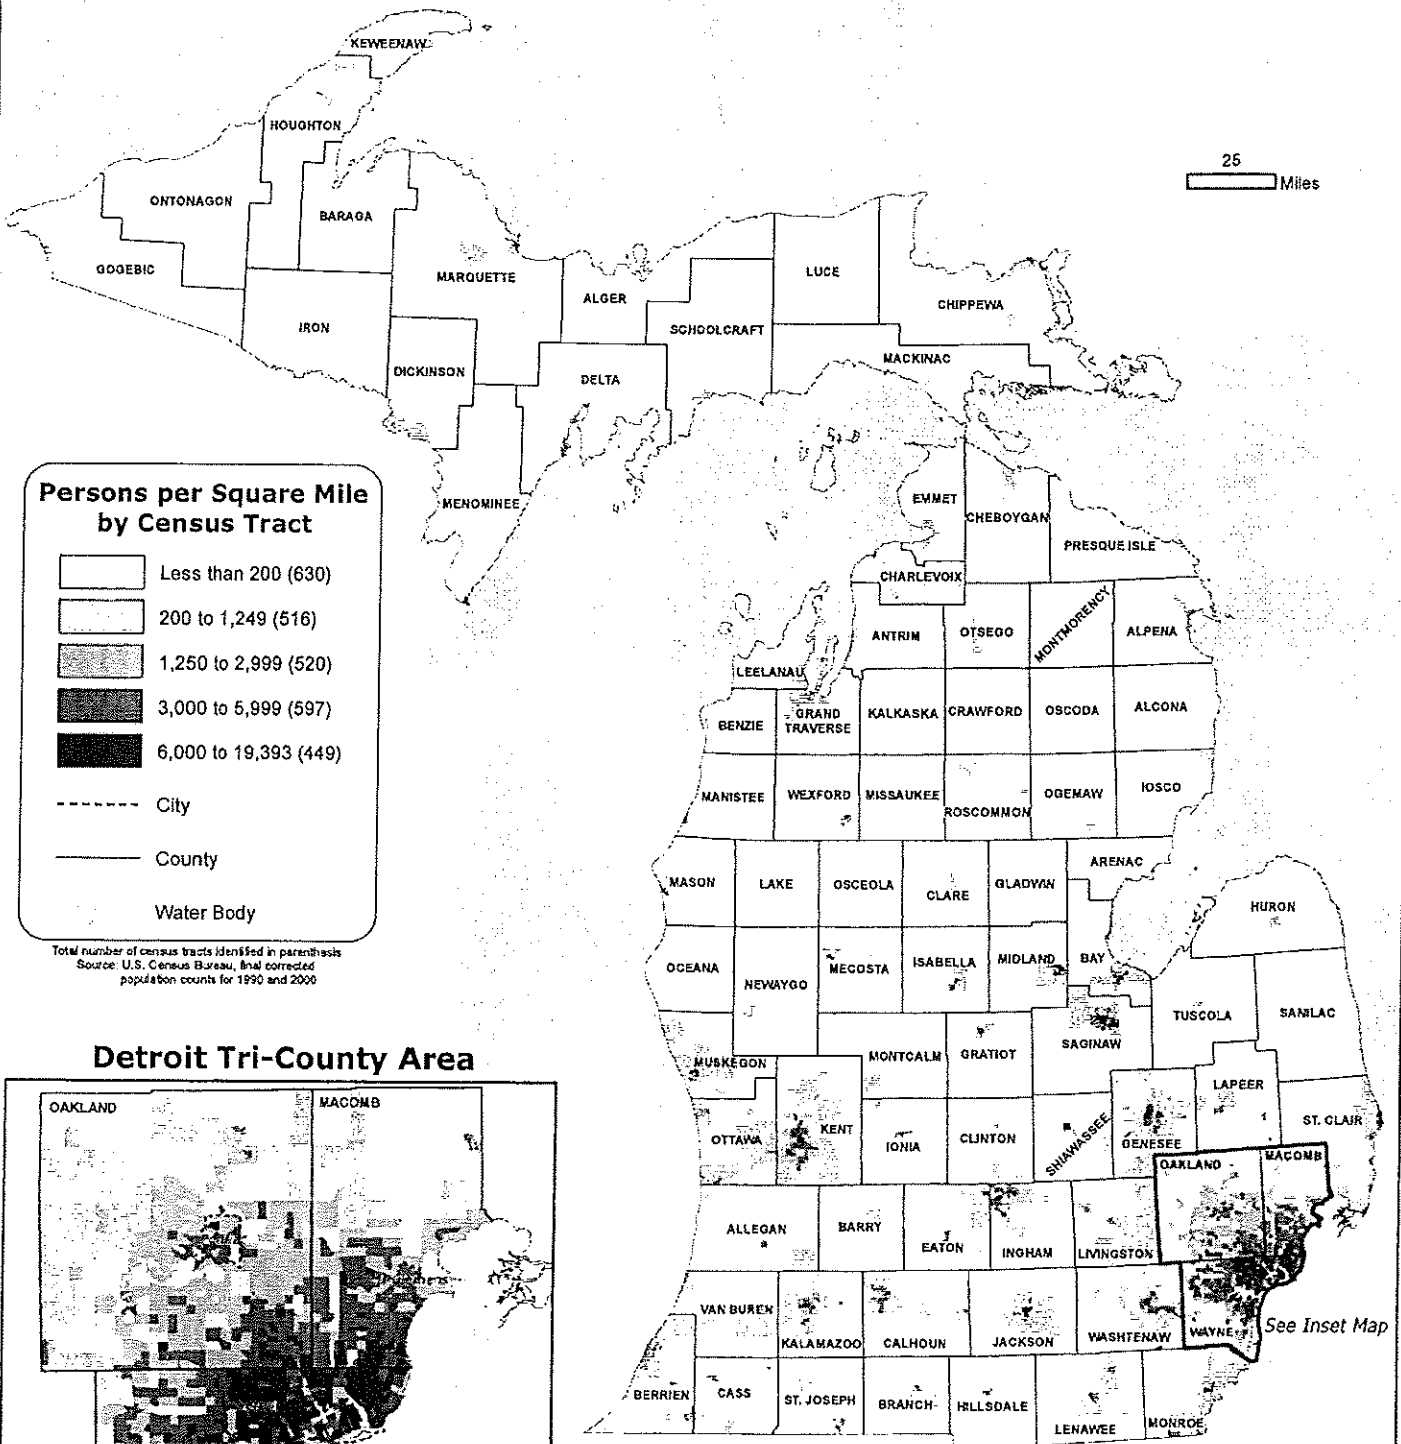 KEWEENAW
HOUGHTON
25
Miles
ONTONAGON
BARAGA
GOGEBIC
MARQUETTE
LUCE
ALGER
CHIPPEWA
IRON
SCHOOLCRAFT
MACKINAC
DICKINSON
DELTA
MENOMINEE
EMMET
CHEBOYGAN
PRESQUE ISLE
CHARLEVOIX
Persons per Square Mile
by Census Tract
Less than 200 (630)
200 to 1,249 (516)
1,250 to 2,999 (520)
3,000 to 5,999 (597)
6,000 to 19,393 (449)
City
County
Water Body
Total number of census tracts identified in parenthesis
Source: U.S. Census Bureau, final corrected
population counts for 1990 and 2000
ANTRIM
OTSEGO
MONTMORENCY
ALPENA
LEELANAU
BENZIE
GRAND
TRAVERSE
KALKASKA
CRAWFORD
OSCODA
ALCONA
MANISTEE
WEXFORD
MISSAUKEE
ROSCOMMON
OGEMAW
IOSCO
MASON
LAKE
OSCEOLA
CLARE
GLADWIN
ARENAC
HURON
OCEANA
NEWAYGO
MECOSTA
ISABELLA
MIDLAND
BAY
TUSCOLA
SANILAC
MUSKEGON
MONTCALM
GRATIOT
SAGINAW
LAPEER
ST. CLAIR
OTTAWA
KENT
IONIA
CLINTON
SHIAWASSEE
GENESEE
OAKLAND
MACOMB
ALLEGAN
BARRY
EATON
INGHAM
LIVINGSTON
VAN BUREN
KALAMAZOO
CALHOUN
JACKSON
WASHTENAW
WAYNE
See Inset Map
BERRIEN
CASS
ST. JOSEPH
BRANCH
HILLSDALE
LENAWEE
MONROE
Detroit Tri-County Area
OAKLAND
MACOMB